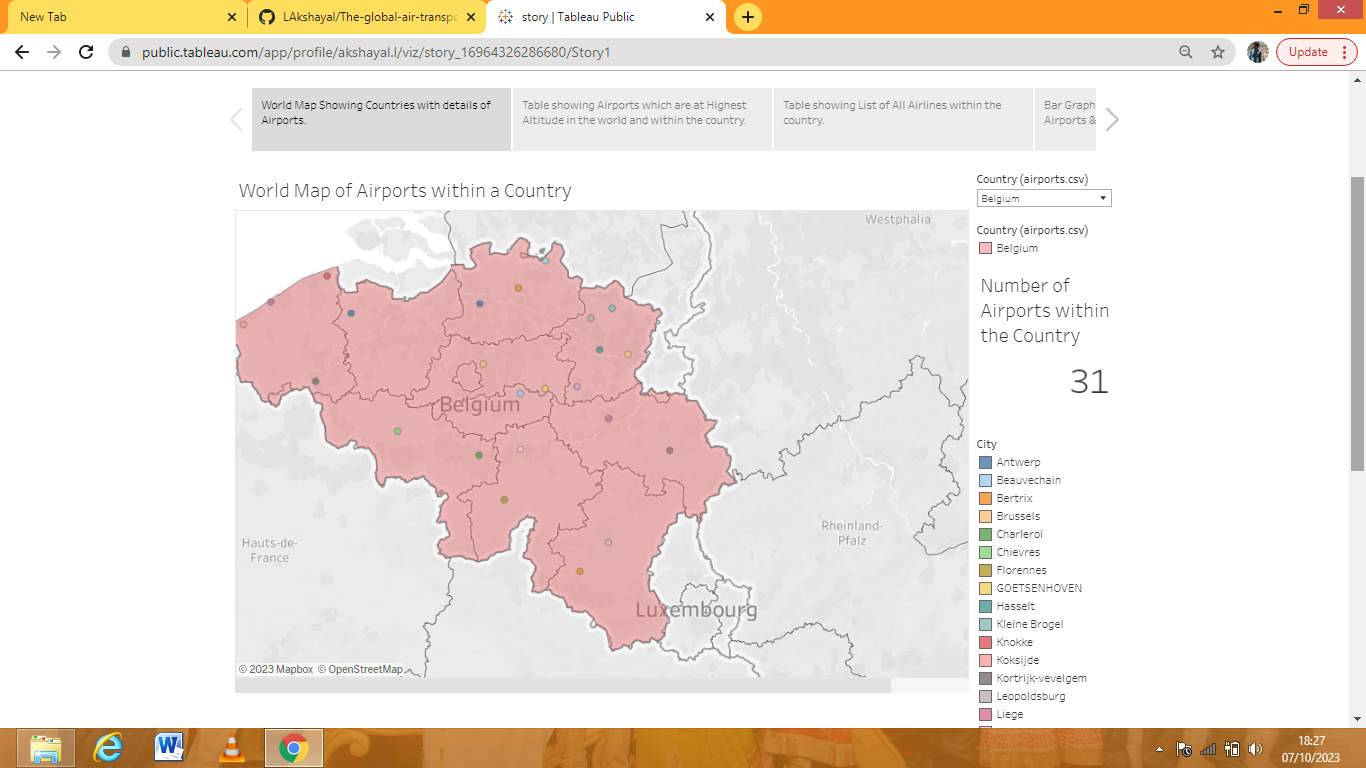 New Tab
LAkshayal/The-global-air-transpo
story | Tableau Public
public.tableau.com/app/profile/akshayal.l/viz/story_16964326286680/Story1
Update
World Map Showing Countries with details of
Airports.
Table showing Airports which are at Highest
Altitude in the world and within the country.
Table showing List of All Airlines within the
country.
Bar Graph
Airports &
World Map of Airports within a Country
Westphalia
Belgium
Hauts-de-
France
Rheinland-
Pfalz
Luxembourg
© 2023 Mapbox © OpenStreetMap
Country (airports.csv)
Belgium
Country (airports.csv)
Belgium
Number of
Airports within
the Country
31
City
Antwerp
Beauvechain
Bertrix
Brussels
Charleroi
Chievres
Florennes
GOETSENHOVEN
Hasselt
Kleine Brogel
Knokke
Koksijde
Kortrijk-vevelgem
Leopoldsburg
Liege
18:27
07/10/2023